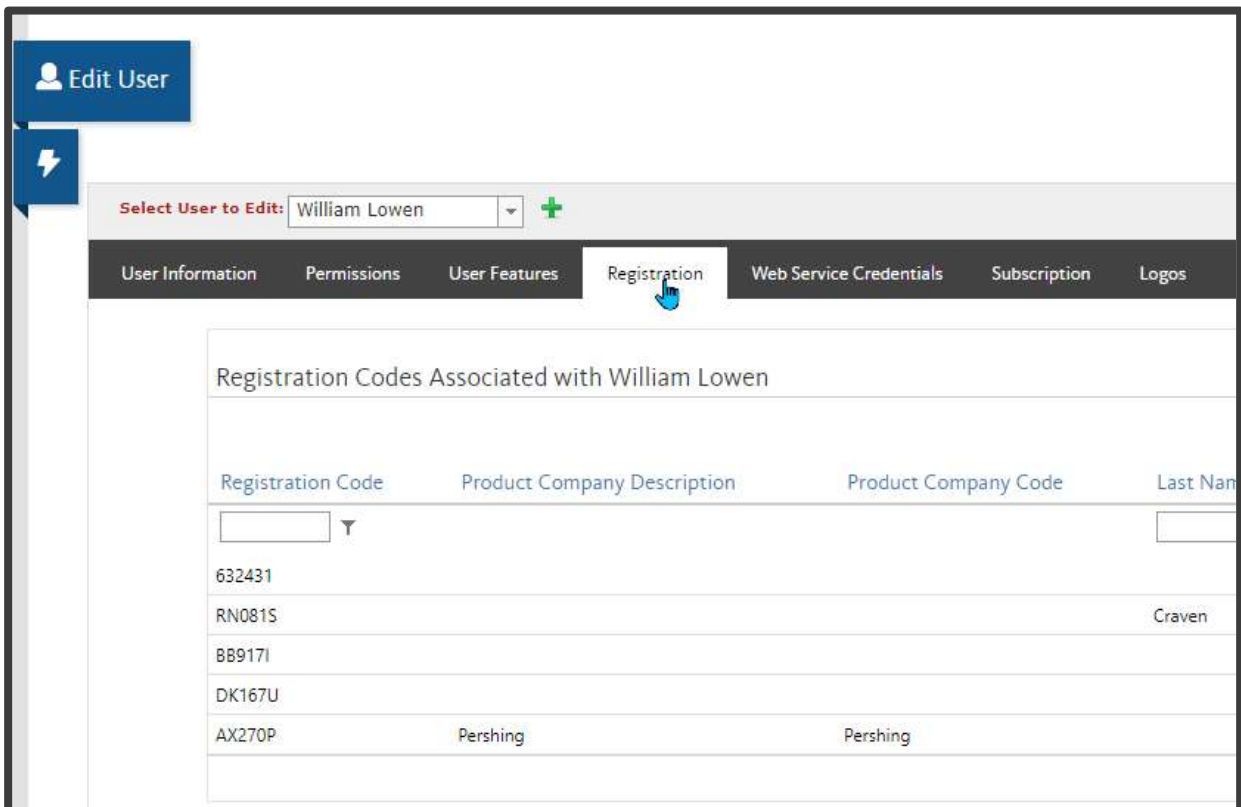 Edit User
Select User to Edit: William Lowen
User Information Permissions User Features Registration Web Service Credentials Subscription Logos
Registration Codes Associated with William Lowen
Registration Code Product Company Description Product Company Code Last Nam
632431
RN081S Craven
BB917I
DK167U
AX270P Pershing Pershing